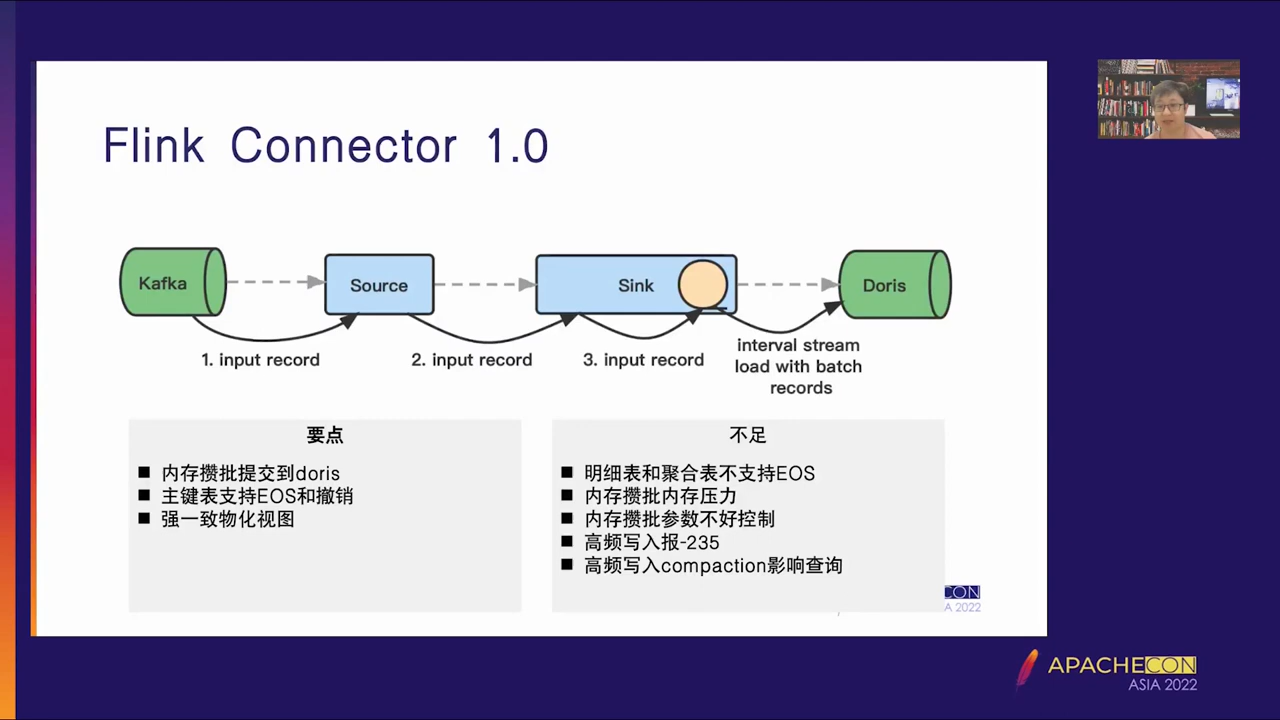 Flink Connector 1.0
Kafka
Source
Sink
Doris
1. input record
2. input record
3. input record
interval stream
load with batch
records
要点
内存攒批提交到doris
主键表支持EOS和撤销
强一致物化视图
不足
明细表和聚合表不支持EOS
内存攒批内存压力
内存攒批参数不好控制
高频写入报-235
高频写入compaction影响查询
CON
A 2022
APACHECON
ASIA 2022